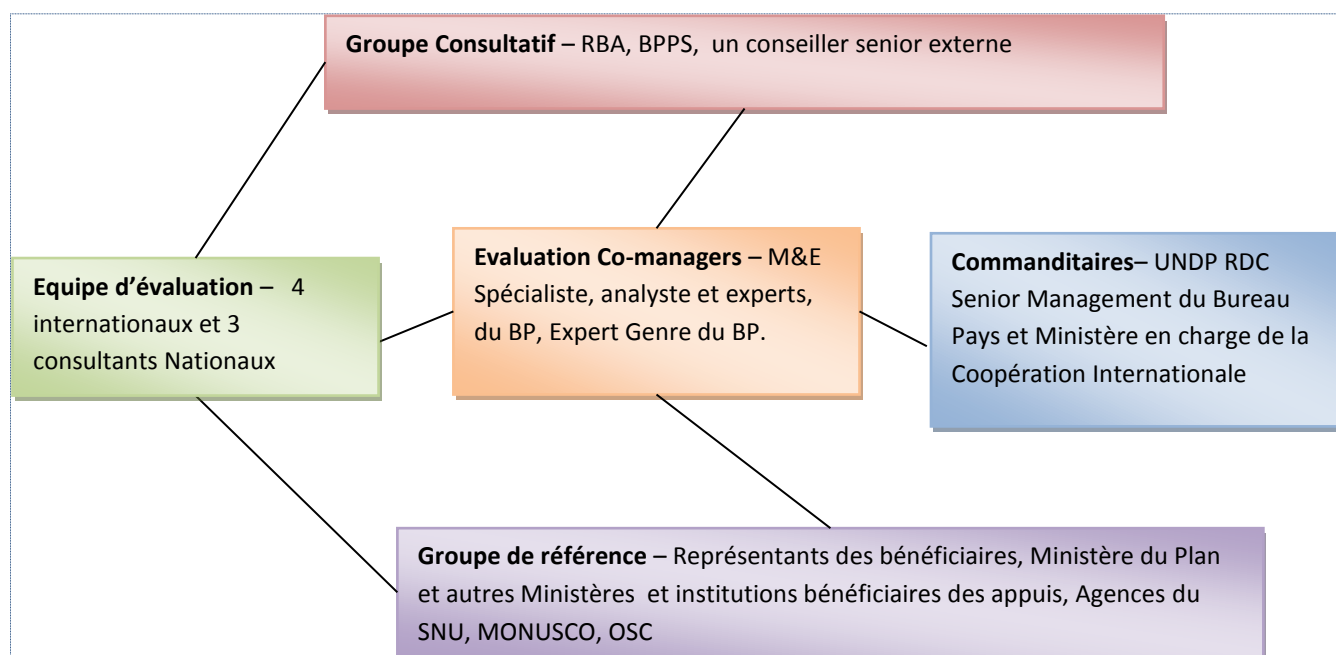 Groupe Consultatif – RBA, BPPS, un conseiller senior externe
Equipe d’évaluation – 4
internationaux et 3
consultants Nationaux
Evaluation Co-managers – M&E
Spécialiste, analyste et experts,
du BP, Expert Genre du BP.
Commanditaires– UNDP RDC
Senior Management du Bureau
Pays et Ministère en charge de la
Coopération Internationale
Groupe de référence – Représentants des bénéficiaires, Ministère du Plan
et autres Ministères et institutions bénéficiaires des appuis, Agences du
SNU, MONUSCO, OSC